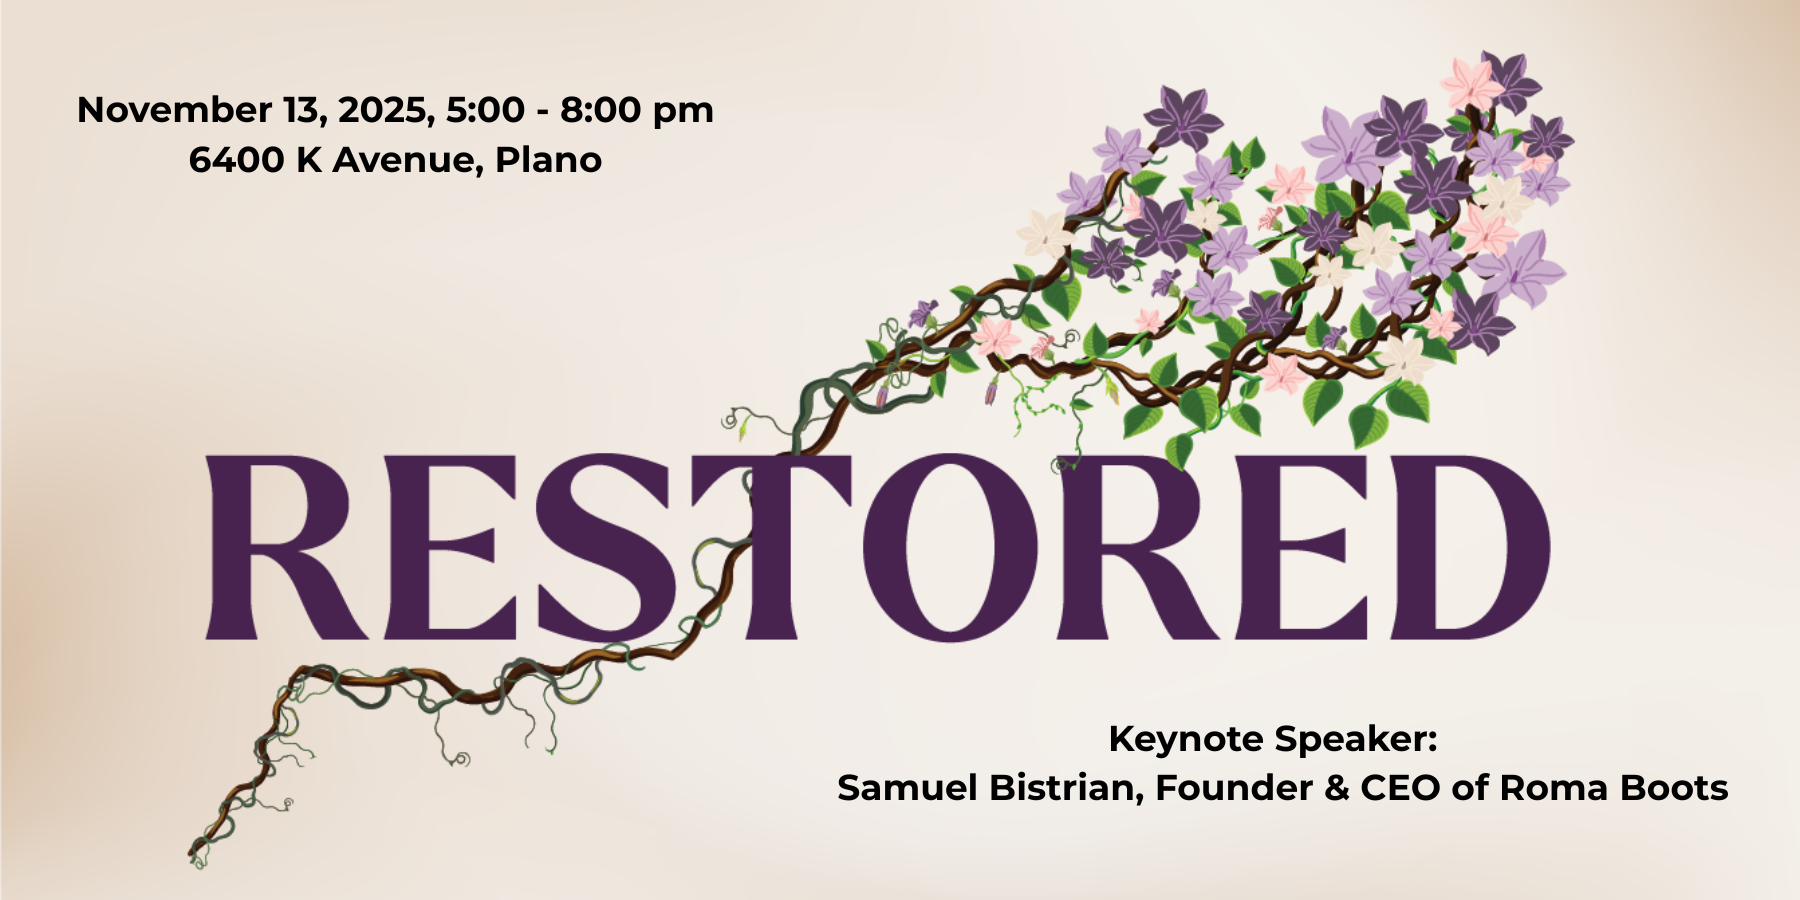 November 13, 2025, 5:00 - 8:00 pm
6400 K Avenue, Plano
RESTORED
Keynote Speaker:
Samuel Bistrian, Founder & CEO of Roma Boots